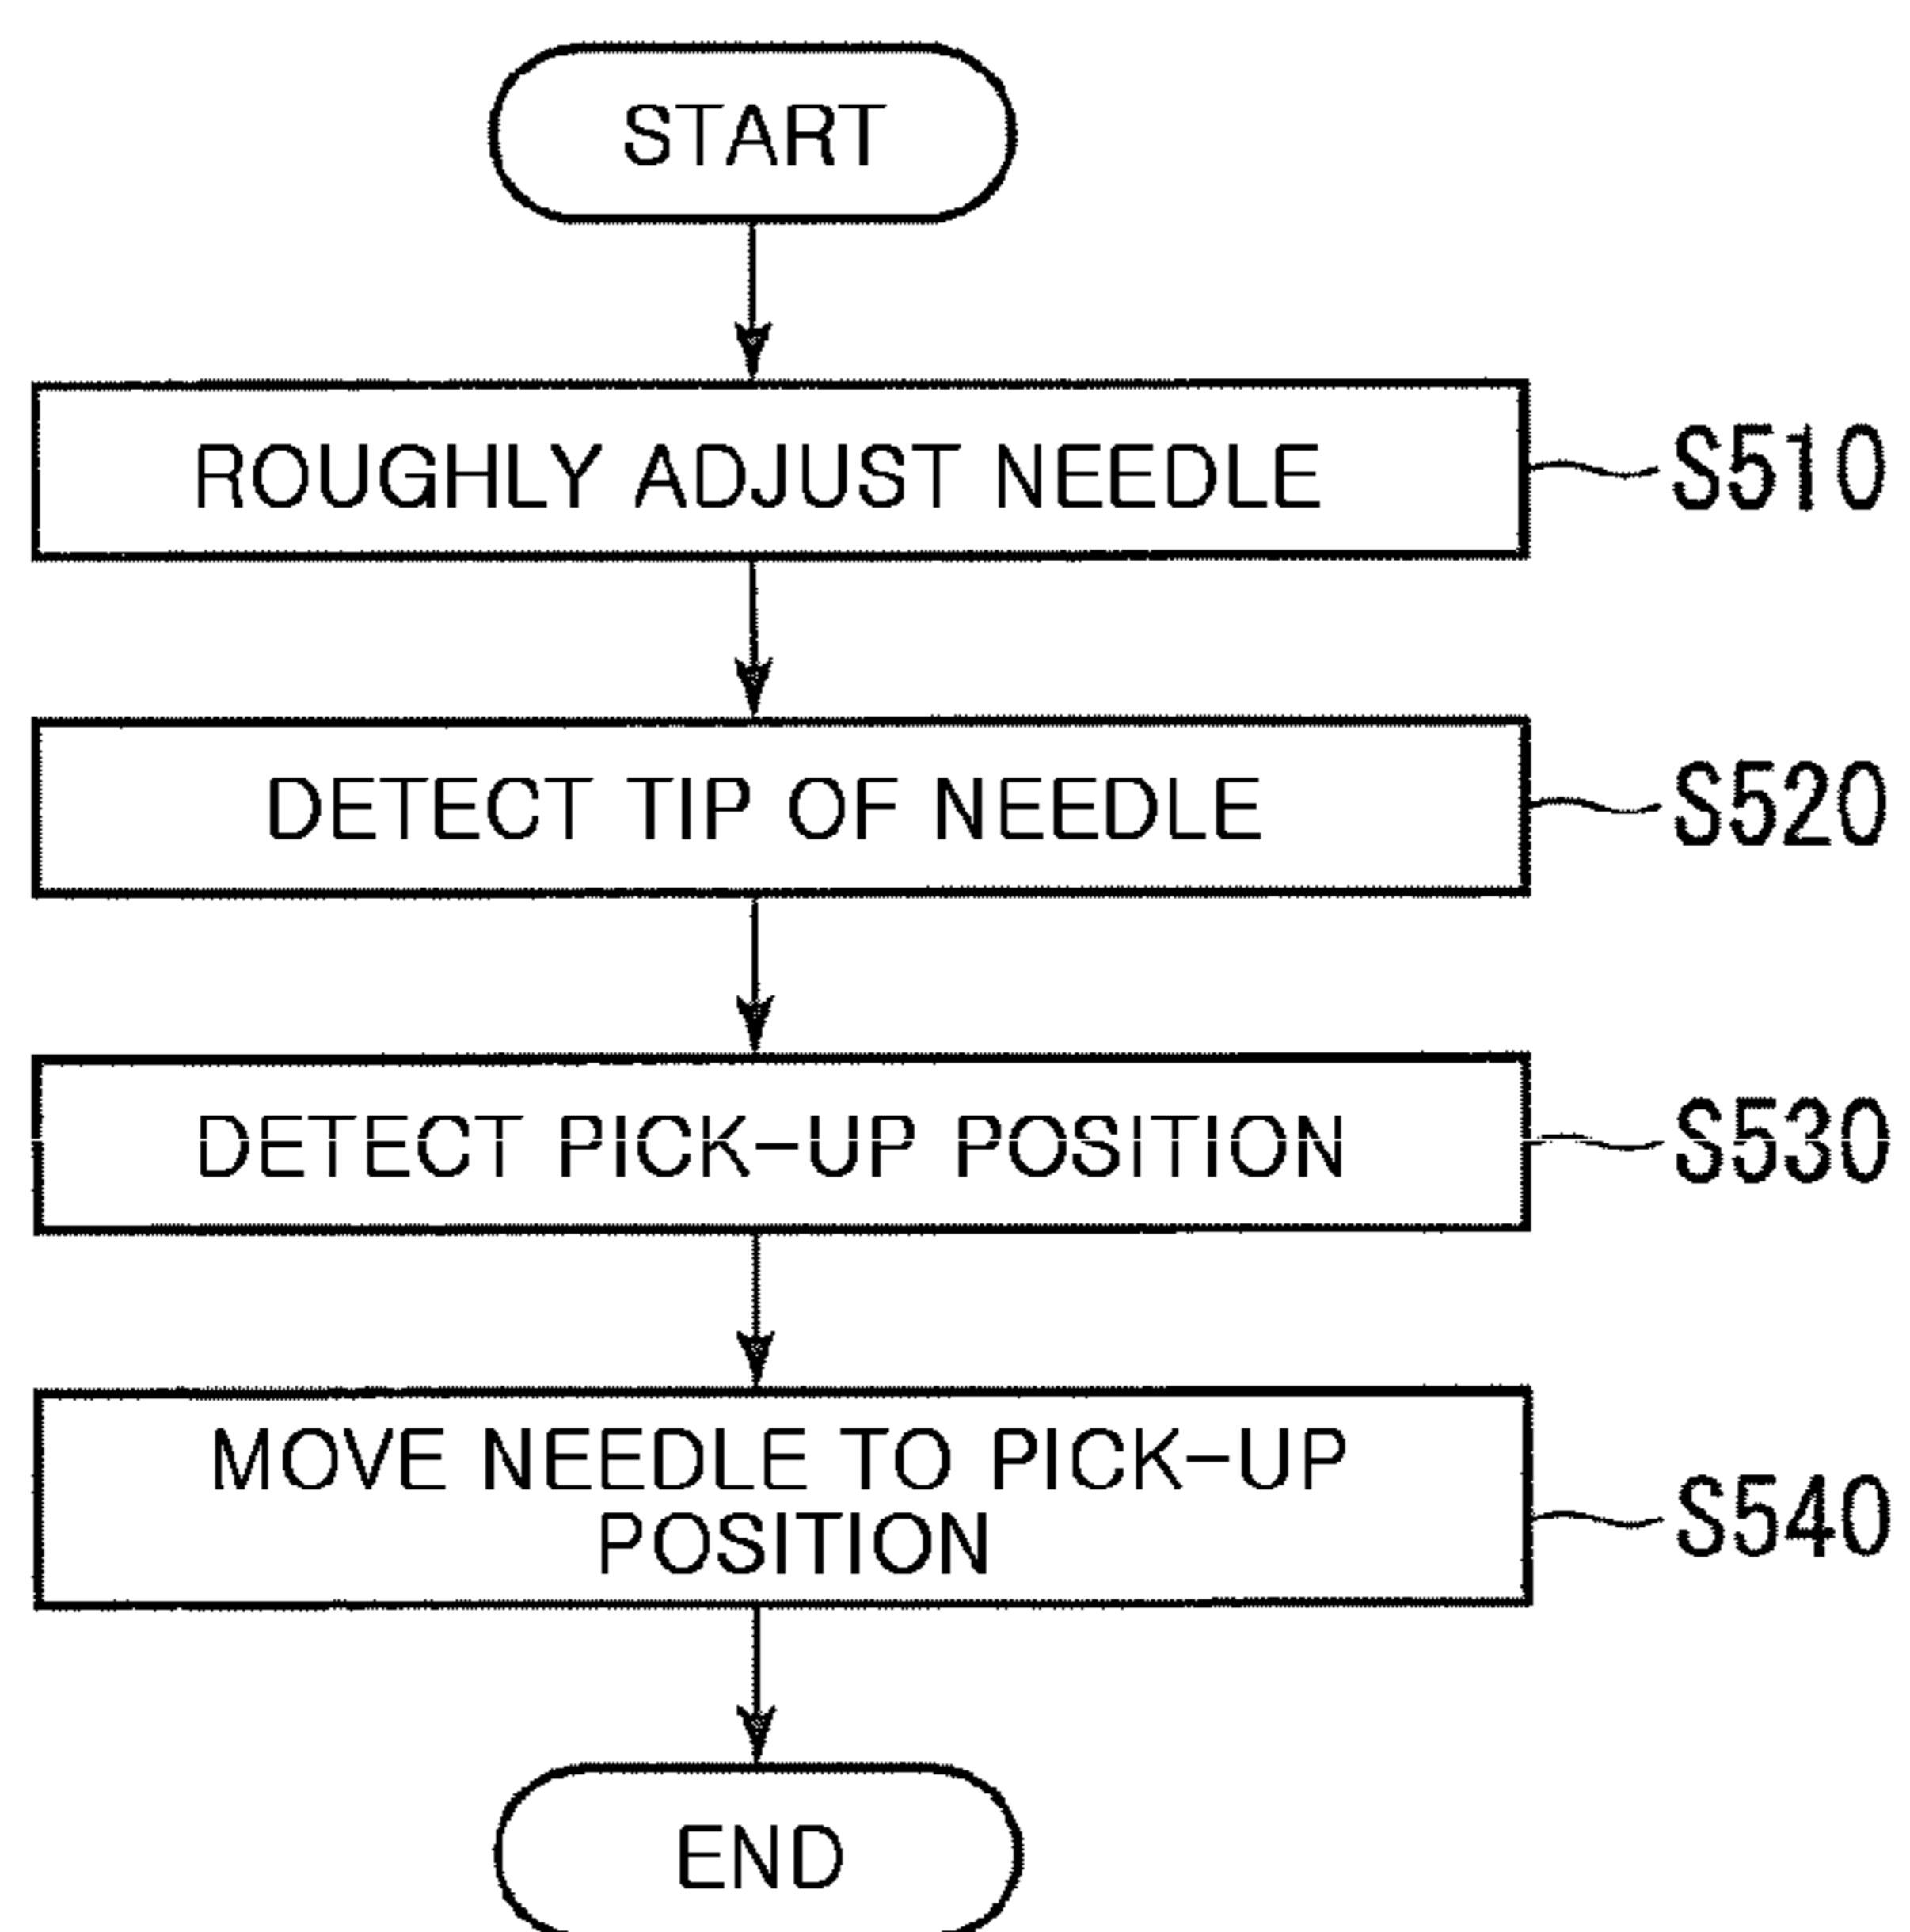 START
ROUGHLY ADJUST NEEDLE
S510
DETECT TIP OF NEEDLE
S520
DETECT PICK-UP POSITION
S530
MOVE NEEDLE TO PICK-UP
POSITION
S540
END